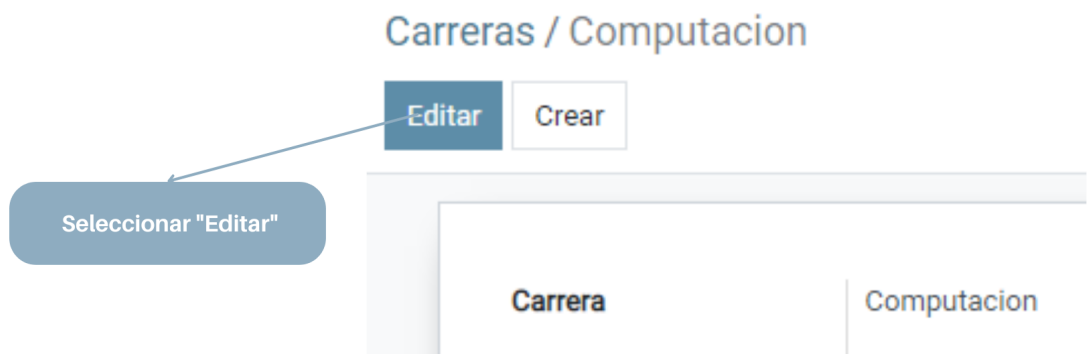 Carreras / Computacion
Editar
Crear
Seleccionar "Editar"
Carrera
Computacion